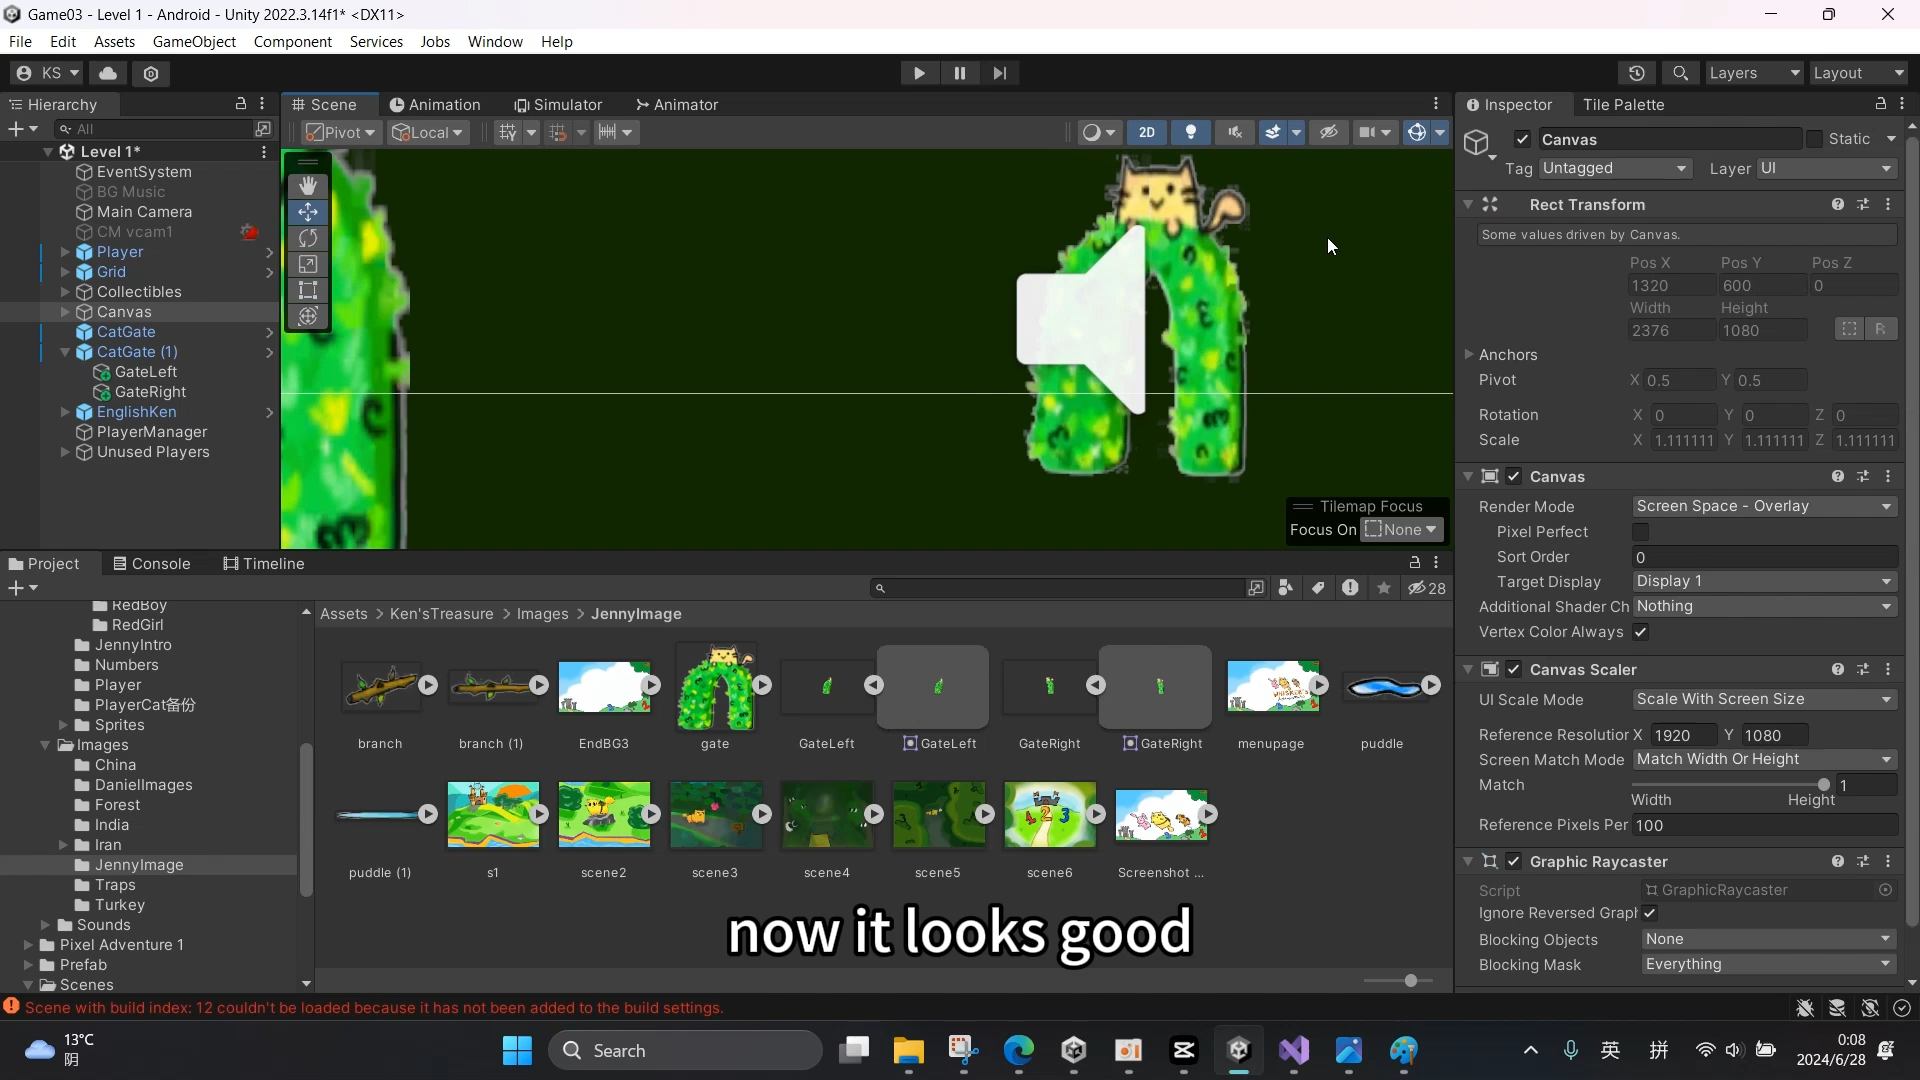 Game03 - Level 1 - Android - Unity 2022.3.14f1* <DX11>
File Edit Assets GameObject Component Services Jobs Window Help
KS Layers Layout
Hierarchy
All
Level 1*
EventSystem
BG Music
Main Camera
CM vcam1
Player
Grid
Collectibles
Canvas
CatGate
CatGate (1)
GateLeft
GateRight
EnglishKen
PlayerManager
Unused Players
Scene Animation Simulator Animator
Pivot Local 2D
Tilemap Focus
Focus On None
Inspector Tile Palette
Canvas Static
Tag Untagged Layer UI
Rect Transform
Some values driven by Canvas.
Pos X Pos Y Pos Z
1320 600 0
Width Height
2376 1080 R
Anchors
Pivot X 0.5 Y 0.5
Rotation X 0 Y 0 Z 0
Scale X 1.111111 Y 1.111111 Z 1.111111
Canvas
Render Mode Screen Space - Overlay
Pixel Perfect
Sort Order 0
Target Display Display 1
Additional Shader Ch Nothing
Vertex Color Always
Canvas Scaler
UI Scale Mode Scale With Screen Size
Reference Resolution X 1920 Y 1080
Screen Match Mode Match Width Or Height
Match 1
Width Height
Reference Pixels Per 100
Graphic Raycaster
Script GraphicRaycaster
Ignore Reversed Graph
Blocking Objects None
Blocking Mask Everything
Project Console Timeline
28
RedBoy
RedGirl
JennyIntro
Numbers
Player
PlayerCat备份
Sprites
Images
China
DanielImages
Forest
India
Iran
JennyImage
Traps
Turkey
Sounds
Pixel Adventure 1
Prefab
Scenes
Assets > Ken'sTreasure > Images > JennyImage
branch branch (1) EndBG3 gate GateLeft GateLeft GateRight GateRight menupage puddle
puddle (1) s1 scene2 scene3 scene4 scene5 scene6 Screenshot ...
now it looks good
Scene with build index: 12 couldn't be loaded because it has not been added to the build settings.
13°C
阴
Search
英 拼
0:08
2024/6/28